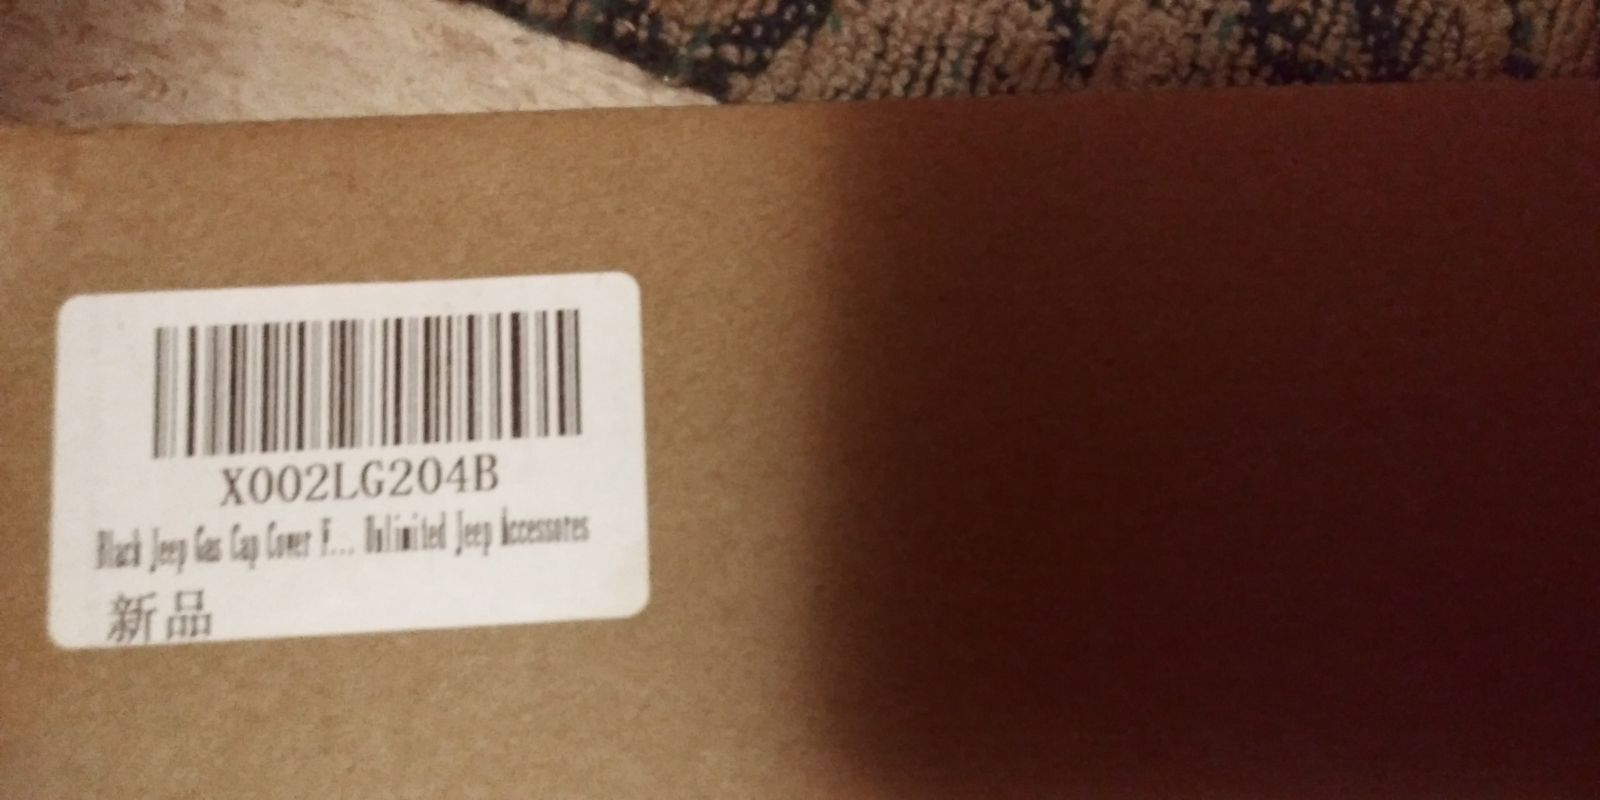 X002LG204B
Black Jeep Gas Cap Cover F... Unlimited Jeep Accessores
新品